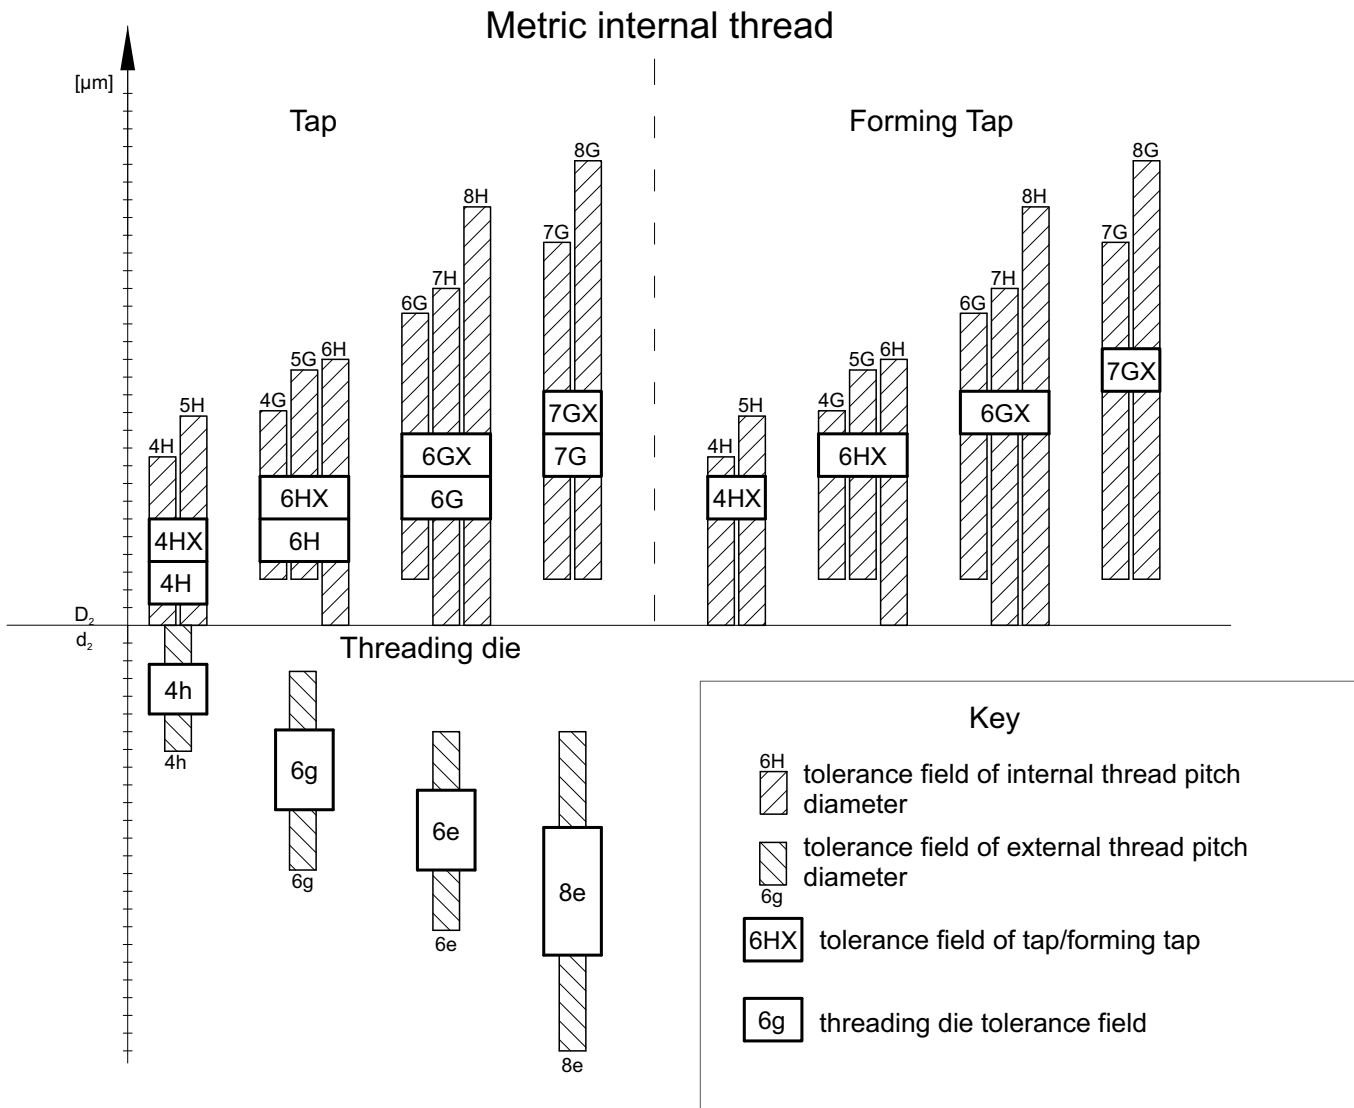 Metric internal thread
[µm]
Tap
Forming Tap
8G
8G
8H
8H
7G
7G
7H
7H
6G
6G
6H
6H
5G
5G
4G
4G
5H
5H
4H
4H
7GX
7GX
6GX
7G
6GX
6HX
6HX
6G
4HX
4HX
6H
4H
D₂
d₂
Threading die
4h
4h
6g
6g
6e
6e
8e
8e
Key
6H
tolerance field of internal thread pitch
diameter
tolerance field of external thread pitch
diameter
6g
6HX tolerance field of tap/forming tap
6g threading die tolerance field